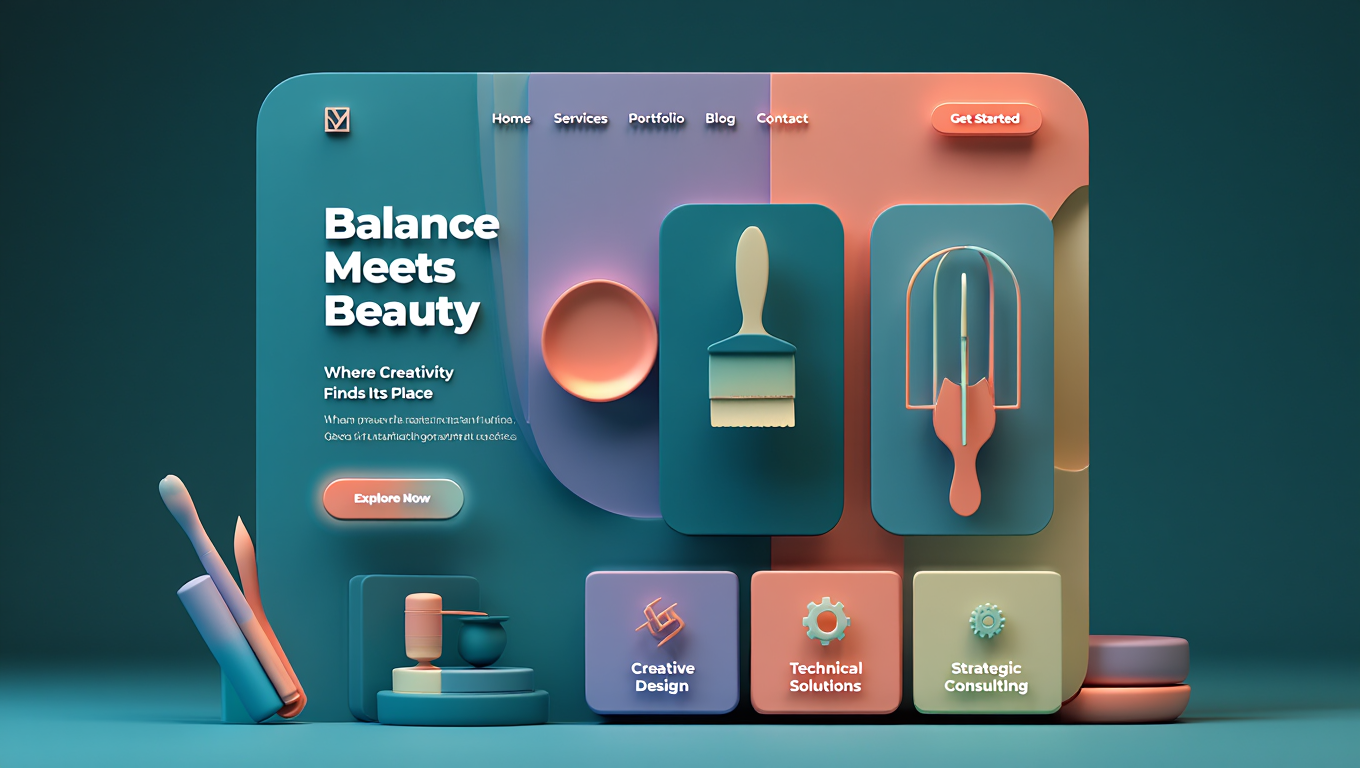 Home Services Portfolio Blog Contact
Get Started
Balance
Meets
Beauty
Where Creativity
Finds Its Place
Explore Now
Creative
Design
Technical
Solutions
Strategic
Consulting